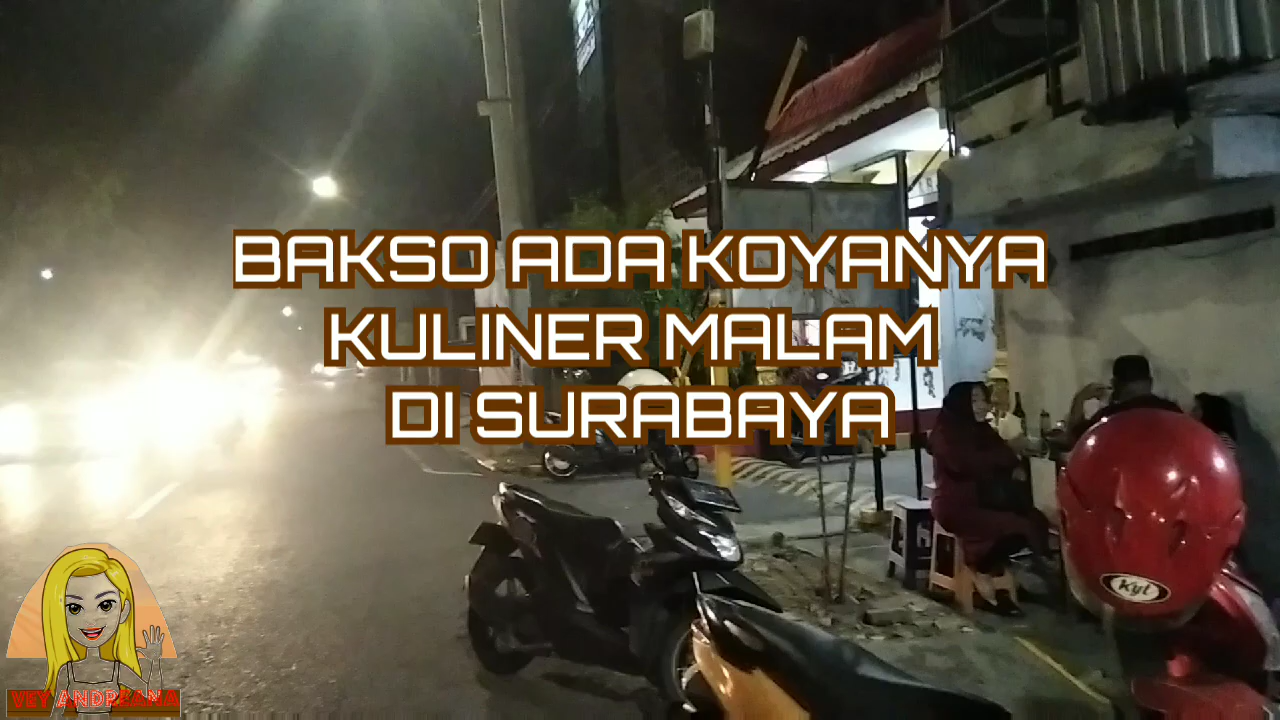 BAKSO ADA KOYANYA
KULINER MALAM
DI SURABAYA
Kyt
VEY ANDREANA